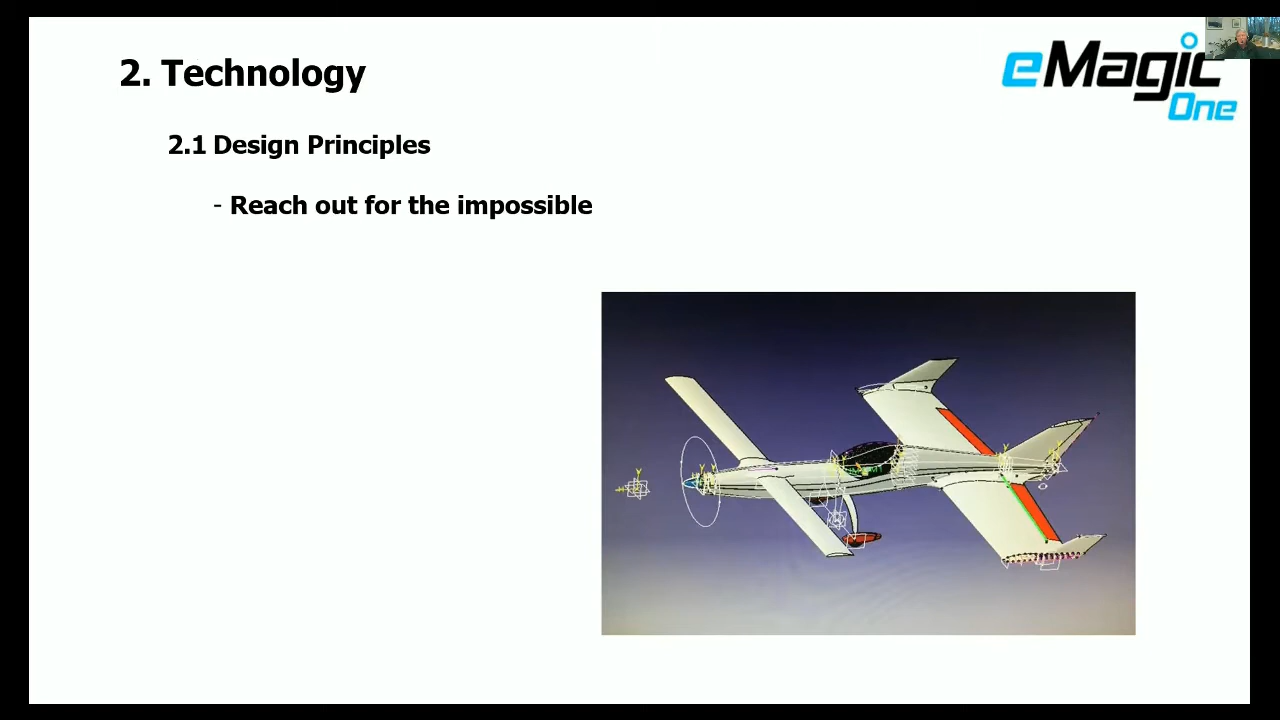 2. Technology
eMagic
One
2.1 Design Principles
- Reach out for the impossible